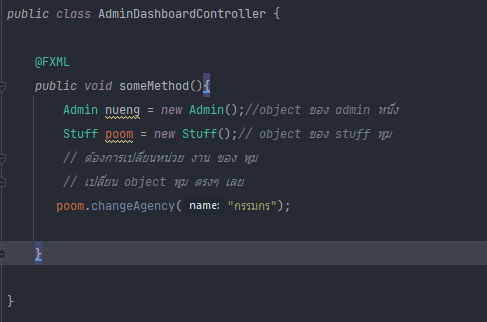 public class AdminDashboardController {
@FXML
public void someMethod(){
Admin nueng = new Admin();//object ของ admin หนึ่ง
Stuff poom = new Stuff();// object ของ stuff พูม
// ต้องการเปลี่ยนหน่วย งาน ของ พูม
// เปลี่ยน object พูม ตรงๆ เลย
poom.changeAgency( name: "กรรมกร");
}
}